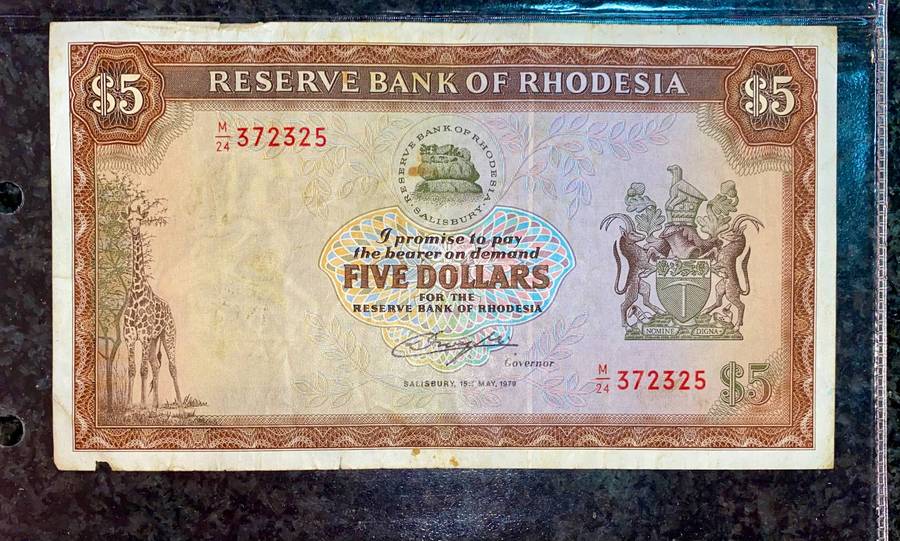 $5 RESERVE BANK OF RHODESIA $5
M/24 372325
RESERVE BANK OF RHODESIA
SALISBURY
I promise to pay
the bearer on demand
FIVE DOLLARS
FOR THE
RESERVE BANK OF RHODESIA
Governor
SALISBURY, 15TH MAY, 1979
M/24 372325 $5
NOMINE DIGNA